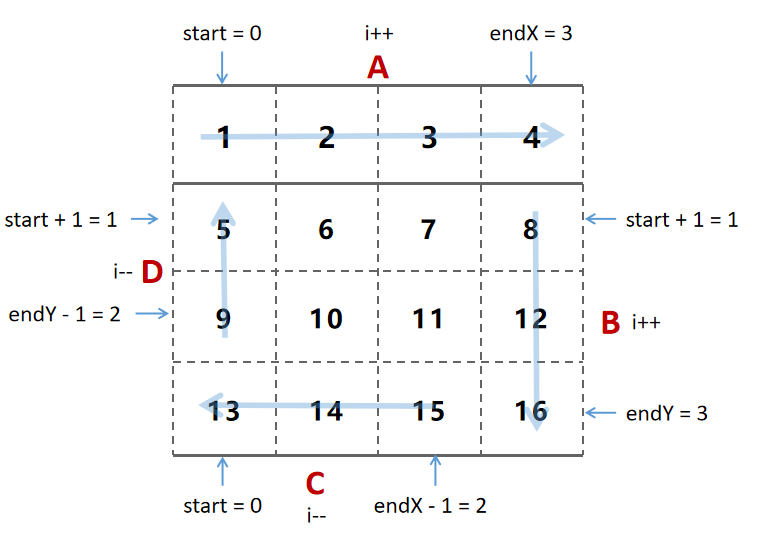 start = 0 i++ endX = 3
A
1 2 3 4
start + 1 = 1 5 6 7 8 start + 1 = 1
i-- D
endY - 1 = 2 9 10 11 12 B i++
13 14 15 16 endY = 3
C
start = 0 i-- endX - 1 = 2